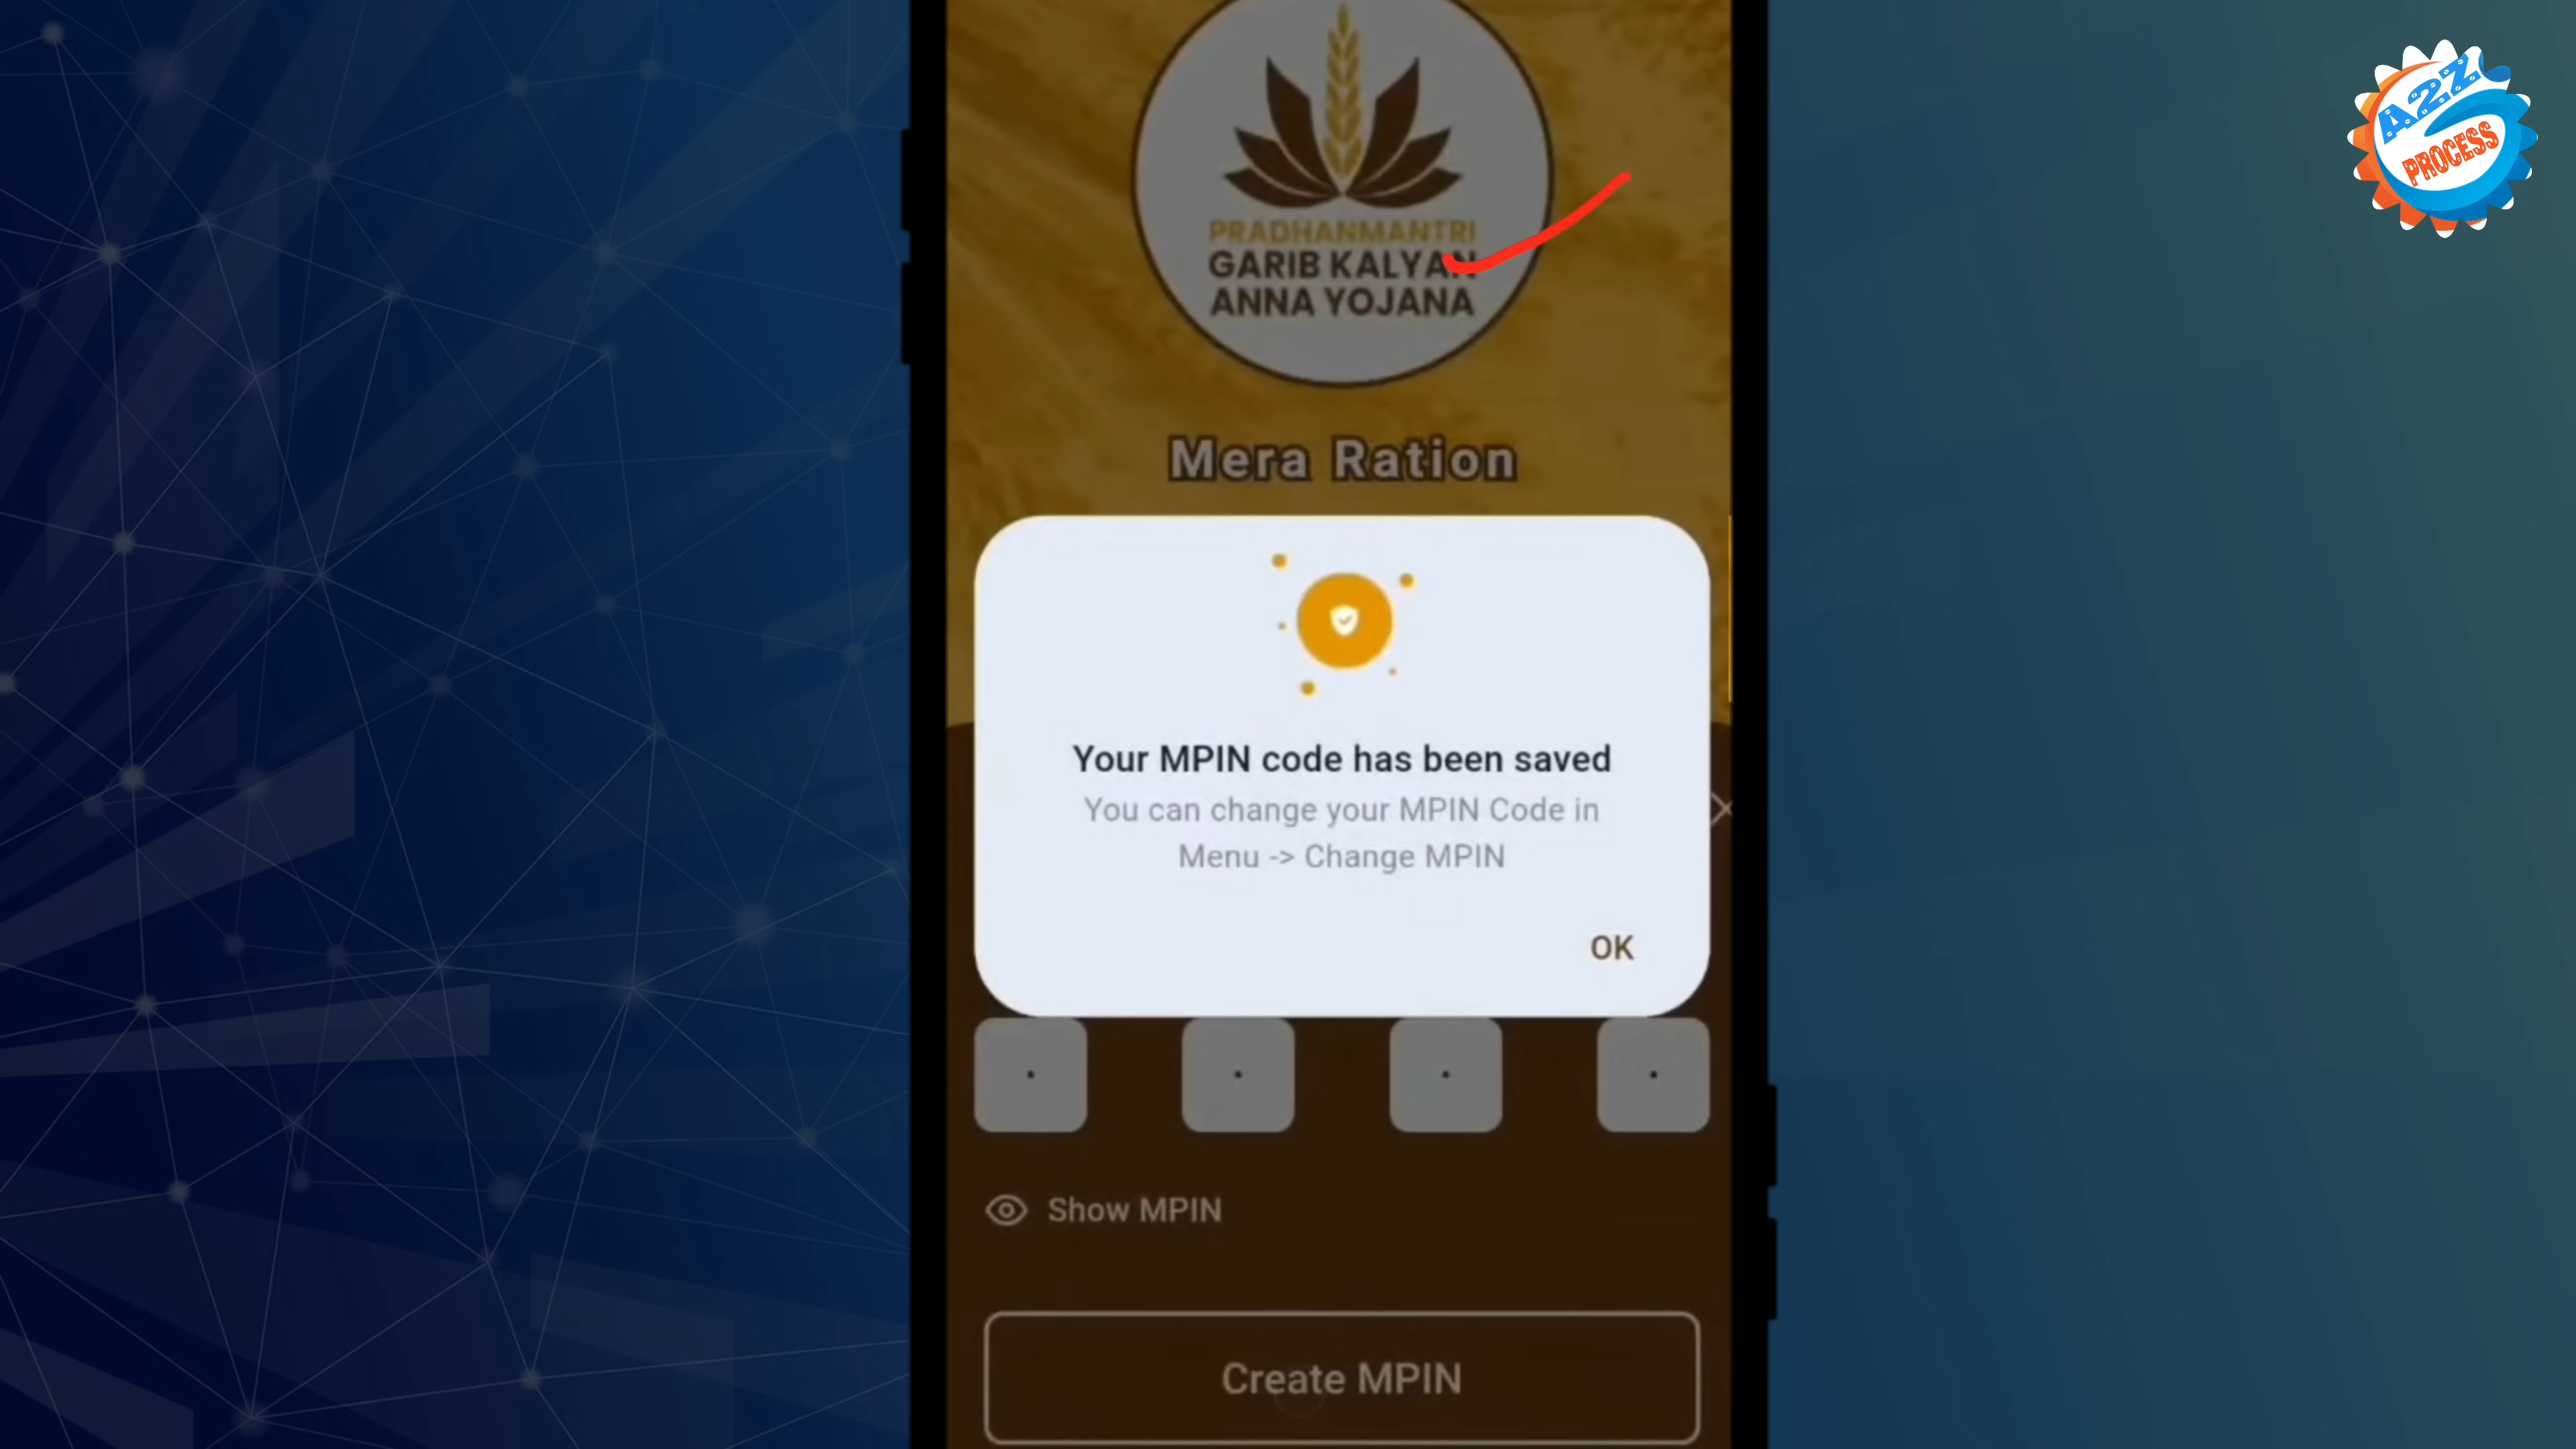 A2Z
PROCESS
PRADHANMANTRI
GARIB KALYAN
ANNA YOJANA
Mera Ration
Your MPIN code has been saved
You can change your MPIN Code in
Menu -> Change MPIN
OK
Show MPIN
Create MPIN